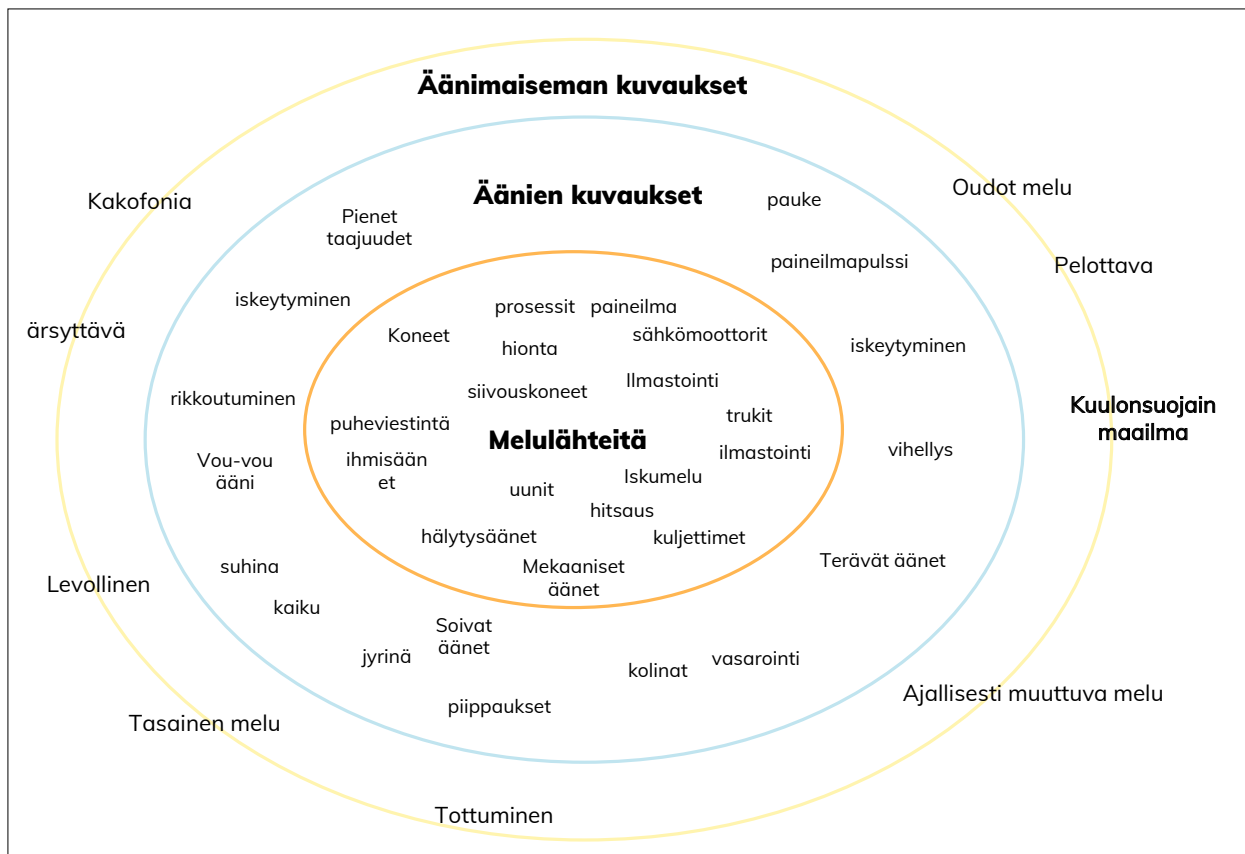 Äänimaiseman kuvaukset
Äänien kuvaukset
pauke
Oudot melu
Kakofonia
Pienet
taajuudet
paineilmapulssi
Pelottava
iskeytyminen
prosessit
paineilma
ärsyttävä
Koneet
hionta
sähkömoottorit
iskeytyminen
siivouskoneet
Ilmastointi
rikkoutuminen
puheviestintä
trukit
Kuulonsuojain
maailma
Melulähteitä
Vou-vou
ääni
ihmisään
et
ilmastointi
vihellys
uunit
Iskumelu
hitsaus
hälytysäänet
kuljettimet
Levollinen
suhina
Mekaaniset
äänet
Terävät äänet
kaiku
Soivat
äänet
jyrinä
kolinat
vasarointi
piippaukset
Ajallisesti muuttuva melu
Tasainen melu
Tottuminen